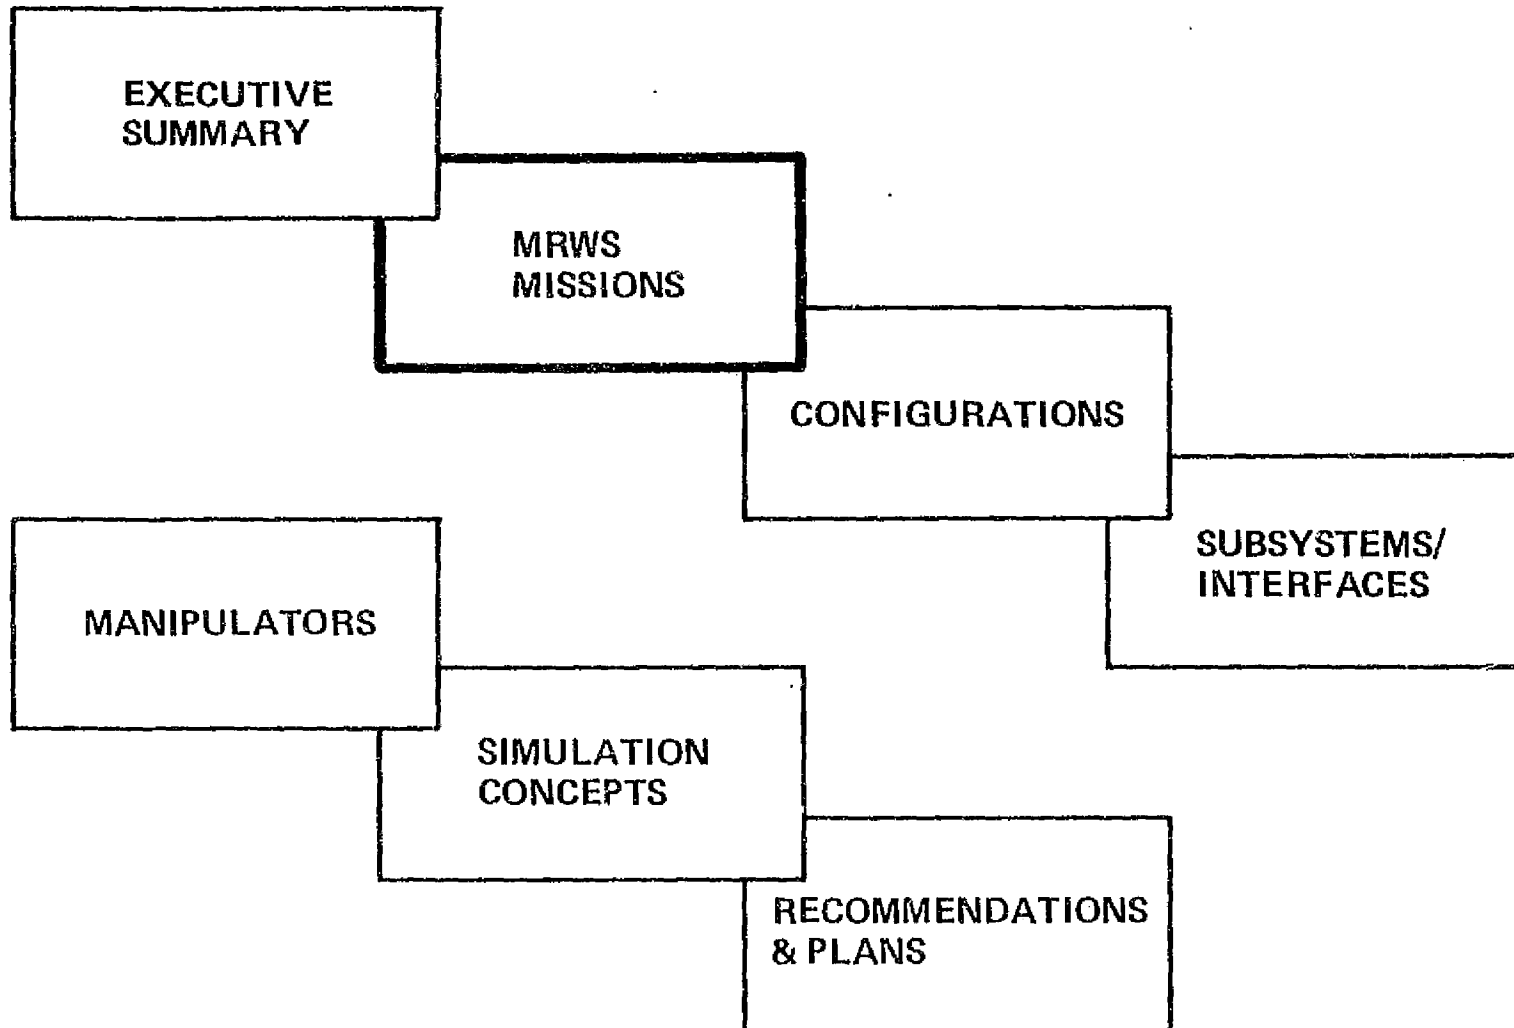 EXECUTIVE
SUMMARY
MRWS
MISSIONS
CONFIGURATIONS
SUBSYSTEMS/
INTERFACES
MANIPULATORS
SIMULATION
CONCEPTS
RECOMMENDATIONS
& PLANS